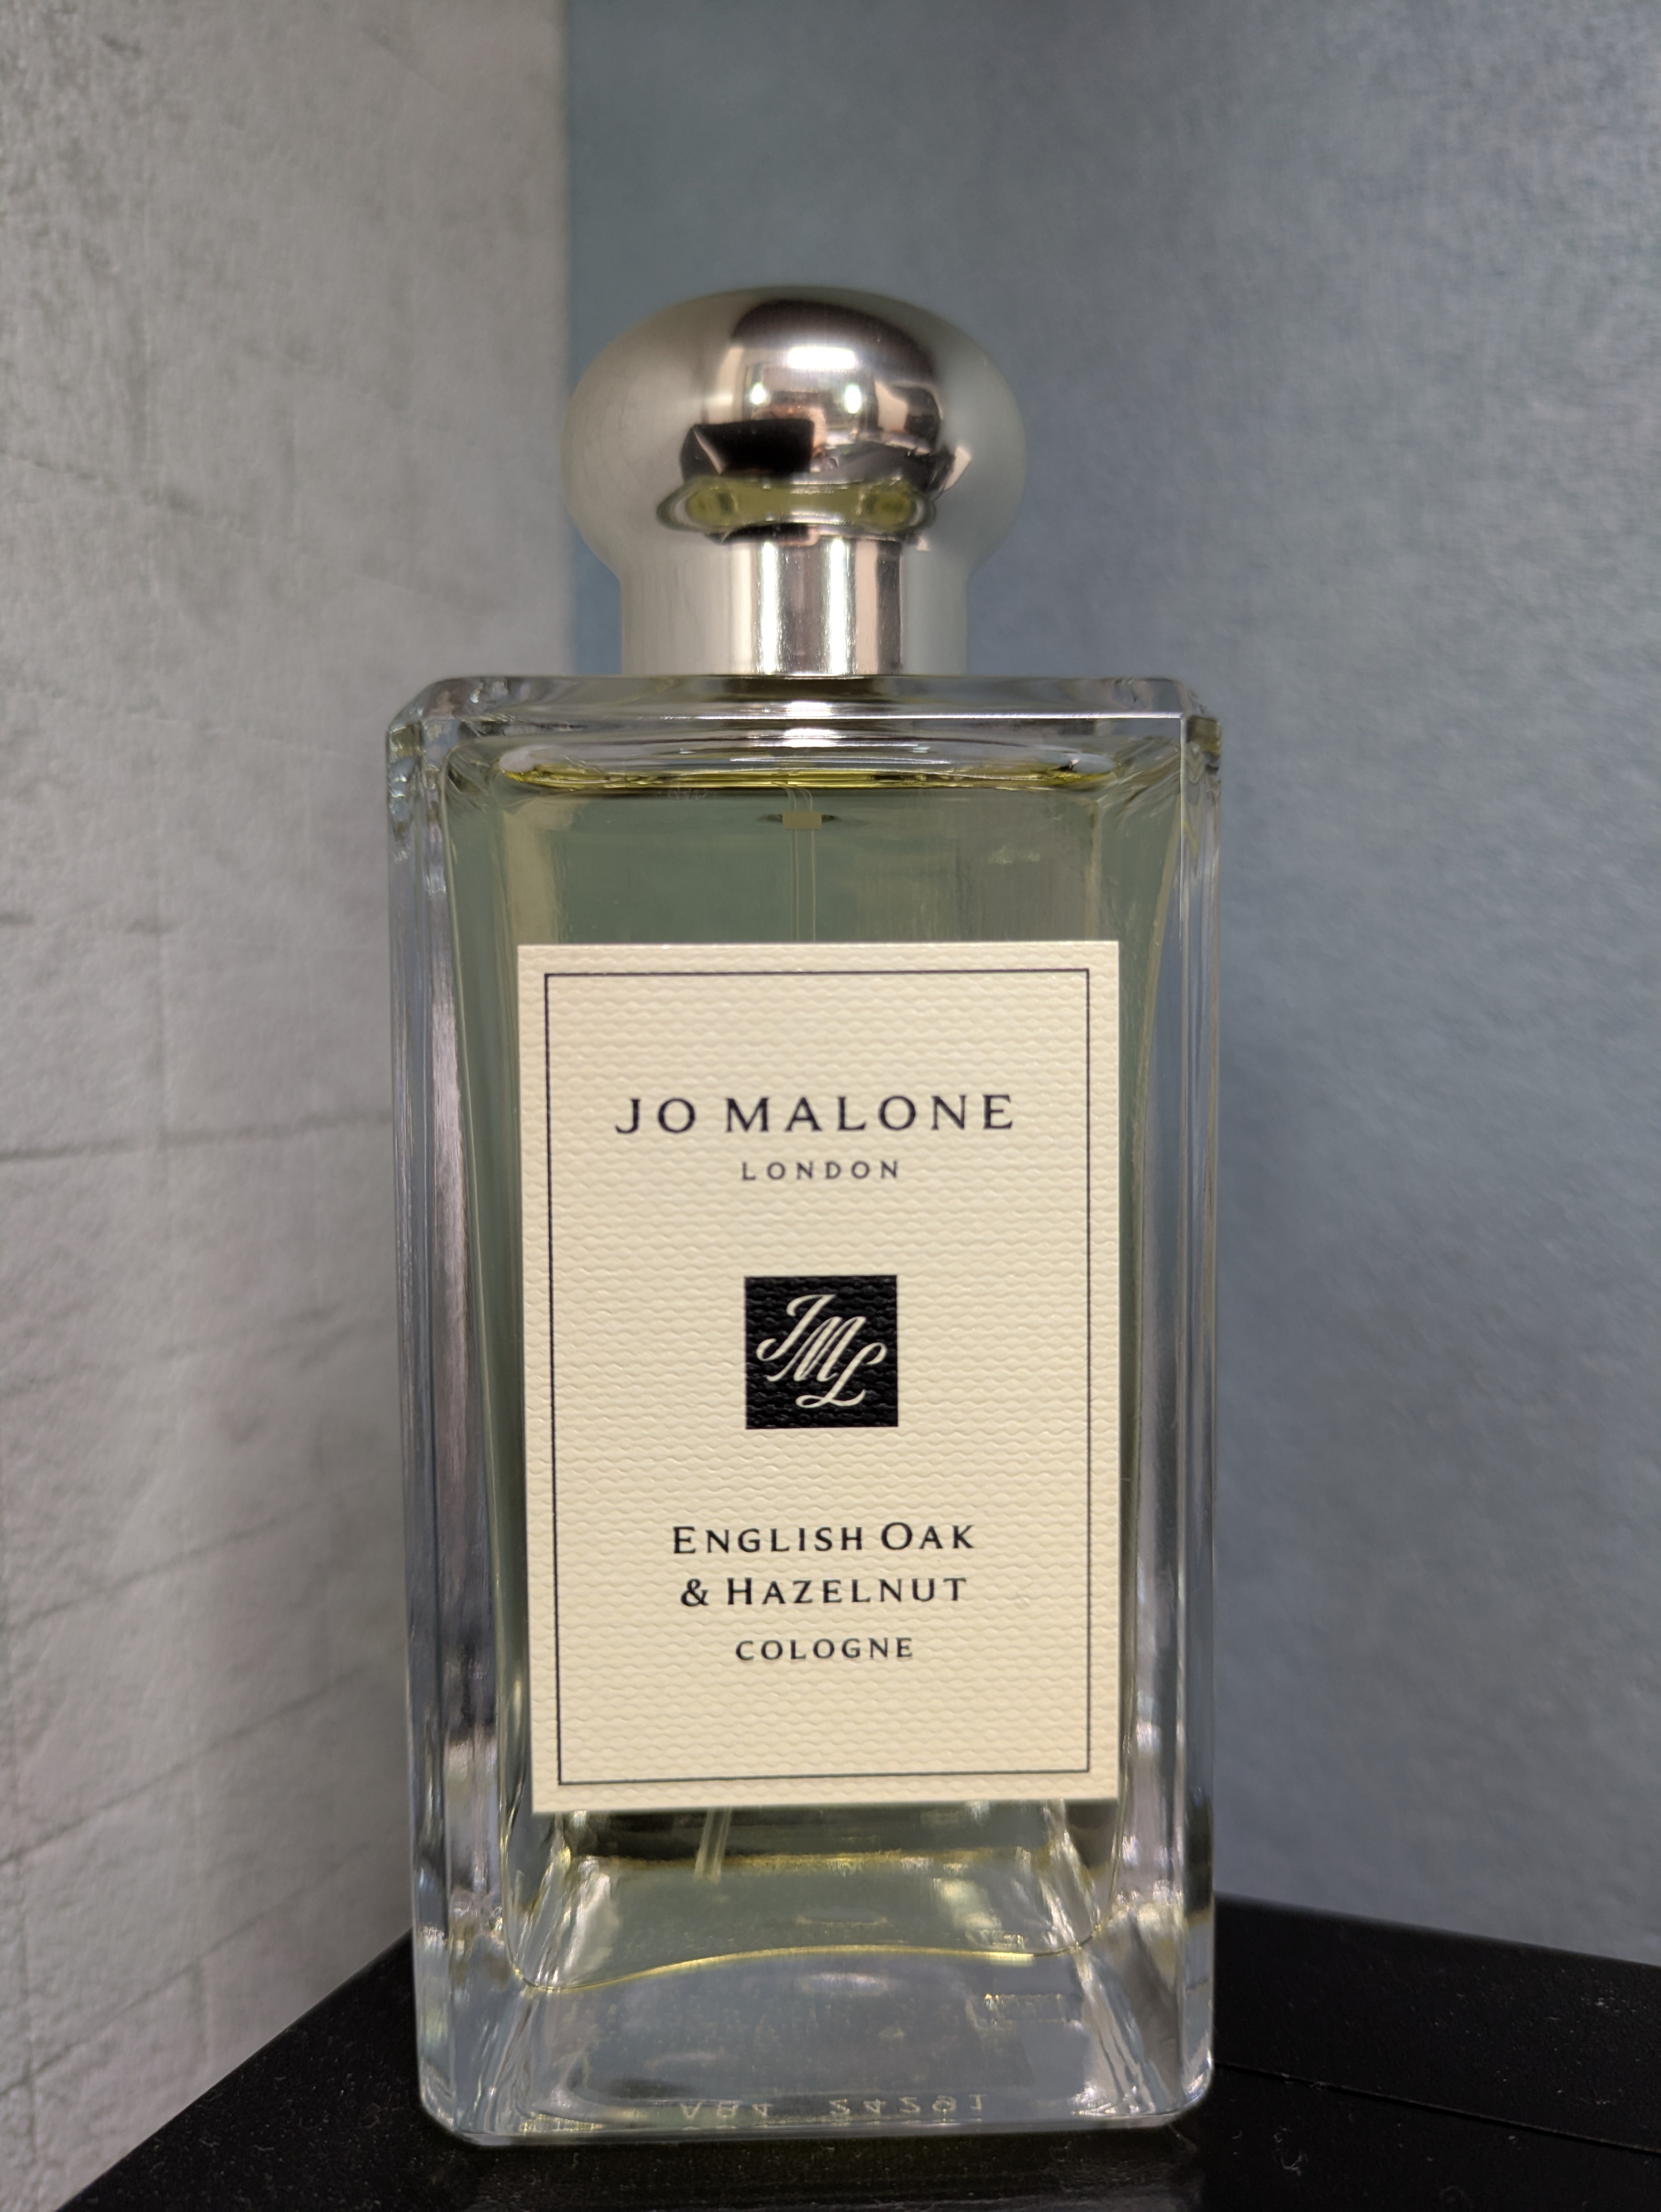 JO MALONE
LONDON
JML
ENGLISH OAK
& HAZELNUT
COLOGNE